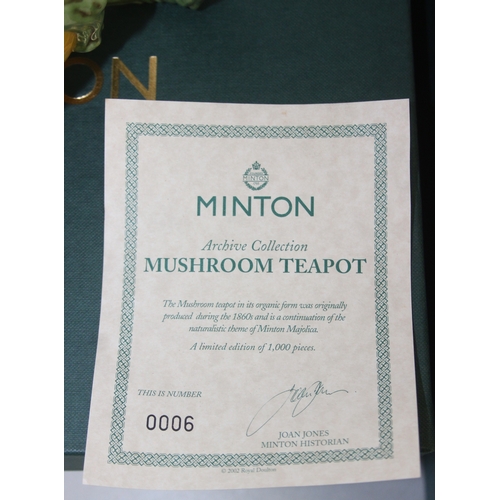 ON
MINTON
MINTON
Archive Collection
MUSHROOM TEAPOT
The Mushroom teapot in its organic form was originally
produced during the 1860s and is a continuation of the
naturalistic theme of Minton Majolica.
A limited edition of 1,000 pieces.
THIS IS NUMBER
0006
JOAN JONES
MINTON HISTORIAN
© 2002 Royal Doulton